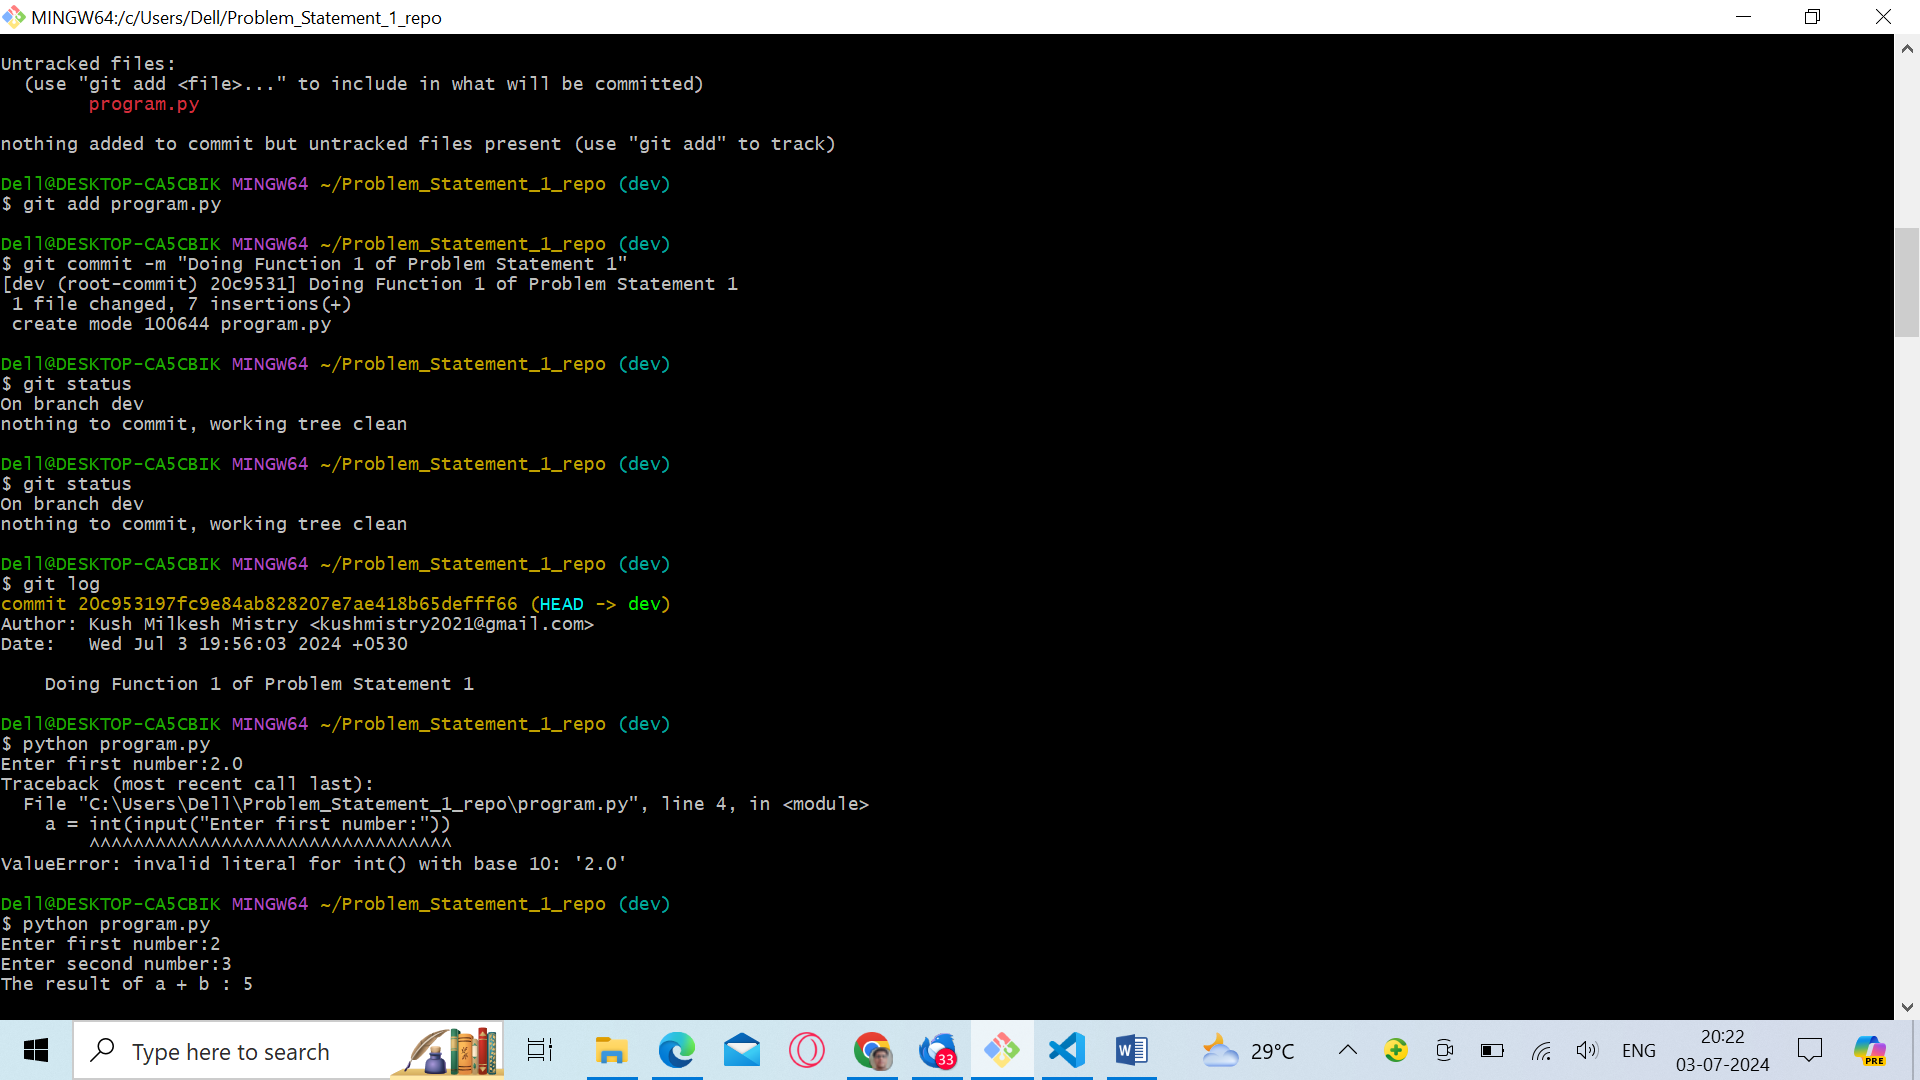 MINGW64:/c/Users/Dell/Problem_Statement_1_repo
Untracked files:
  (use "git add <file>..." to include in what will be committed)
        program.py
nothing added to commit but untracked files present (use "git add" to track)
Dell@DESKTOP-CA5CBIK MINGW64 ~/Problem_Statement_1_repo (dev)
$ git add program.py
Dell@DESKTOP-CA5CBIK MINGW64 ~/Problem_Statement_1_repo (dev)
$ git commit -m "Doing Function 1 of Problem Statement 1"
[dev (root-commit) 20c9531] Doing Function 1 of Problem Statement 1
 1 file changed, 7 insertions(+)
 create mode 100644 program.py
Dell@DESKTOP-CA5CBIK MINGW64 ~/Problem_Statement_1_repo (dev)
$ git status
On branch dev
nothing to commit, working tree clean
Dell@DESKTOP-CA5CBIK MINGW64 ~/Problem_Statement_1_repo (dev)
$ git status
On branch dev
nothing to commit, working tree clean
Dell@DESKTOP-CA5CBIK MINGW64 ~/Problem_Statement_1_repo (dev)
$ git log
commit 20c953197fc9e84ab828207e7ae418b65defff66 (HEAD -> dev)
Author: Kush Milkesh Mistry <kushmistry2021@gmail.com>
Date:   Wed Jul 3 19:56:03 2024 +0530
    Doing Function 1 of Problem Statement 1
Dell@DESKTOP-CA5CBIK MINGW64 ~/Problem_Statement_1_repo (dev)
$ python program.py
Enter first number:2.0
Traceback (most recent call last):
  File "C:\Users\Dell\Problem_Statement_1_repo\program.py", line 4, in <module>
    a = int(input("Enter first number:"))
        ^^^^^^^^^^^^^^^^^^^^^^^^^^^^^^^^^
ValueError: invalid literal for int() with base 10: '2.0'
Dell@DESKTOP-CA5CBIK MINGW64 ~/Problem_Statement_1_repo (dev)
$ python program.py
Enter first number:2
Enter second number:3
The result of a + b : 5
Type here to search
33
29°C
ENG
20:22
03-07-2024
PRE